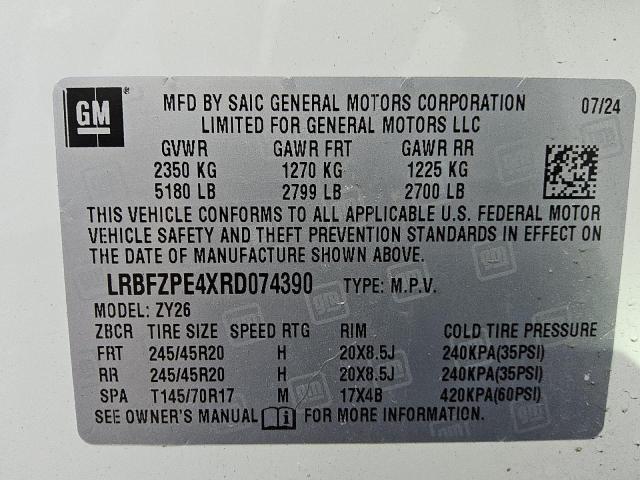 GM
MFD BY SAIC GENERAL MOTORS CORPORATION 07/24
LIMITED FOR GENERAL MOTORS LLC
GVWR GAWR FRT GAWR RR
2350 KG 1270 KG 1225 KG
5180 LB 2799 LB 2700 LB
THIS VEHICLE CONFORMS TO ALL APPLICABLE U.S. FEDERAL MOTOR
VEHICLE SAFETY AND THEFT PREVENTION STANDARDS IN EFFECT ON
THE DATE OF MANUFACTURE SHOWN ABOVE.
LRBFZPE4XRD074390 TYPE: M.P.V.
MODEL: ZY26
ZBCR TIRE SIZE SPEED RTG RIM COLD TIRE PRESSURE
FRT 245/45R20 H 20X8.5J 240KPA(35PSI)
RR 245/45R20 H 20X8.5J 240KPA(35PSI)
SPA T145/70R17 M 17X4B 420KPA(60PSI)
SEE OWNER'S MANUAL FOR MORE INFORMATION.